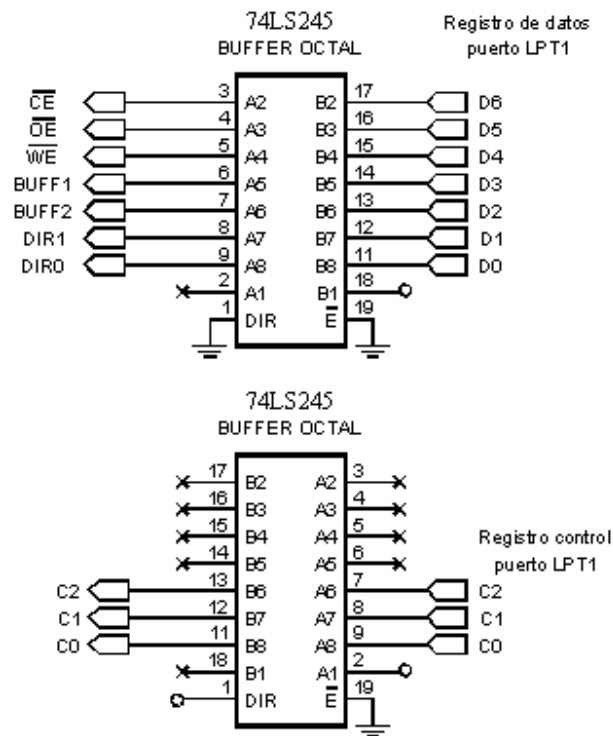 74LS245
BUFFER OCTAL
Registro de datos
puerto LPT1
CE 3 A2 B2 17 D6
OE 4 A3 B3 16 D5
WE 5 A4 B4 15 D4
BUFF1 6 A5 B5 14 D3
BUFF2 7 A6 B6 13 D2
DIR1 8 A7 B7 12 D1
DIR0 9 A8 B8 11 D0
2 A1 B1 18
1 DIR E 19
74LS245
BUFFER OCTAL
17 B2 A2 3
16 B3 A3 4
15 B4 A4 5
14 B5 A5 6
Registro control
puerto LPT1
C2 13 B6 A6 7 C2
C1 12 B7 A7 8 C1
C0 11 B8 A8 9 C0
18 B1 A1 2
1 DIR E 19